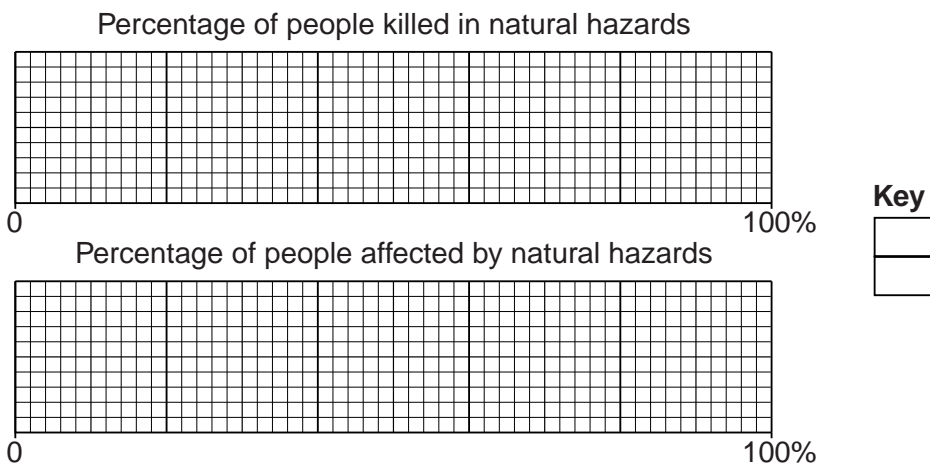 Percentage of people killed in natural hazards
0 100%
Key
Percentage of people affected by natural hazards
0 100%